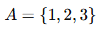 A = {1, 2, 3}